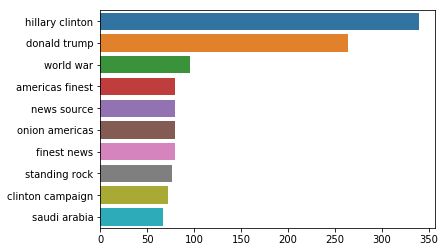 hillary clinton
donald trump
world war
americas finest
news source
onion americas
finest news
standing rock
clinton campaign
saudi arabia
0 50 100 150 200 250 300 350